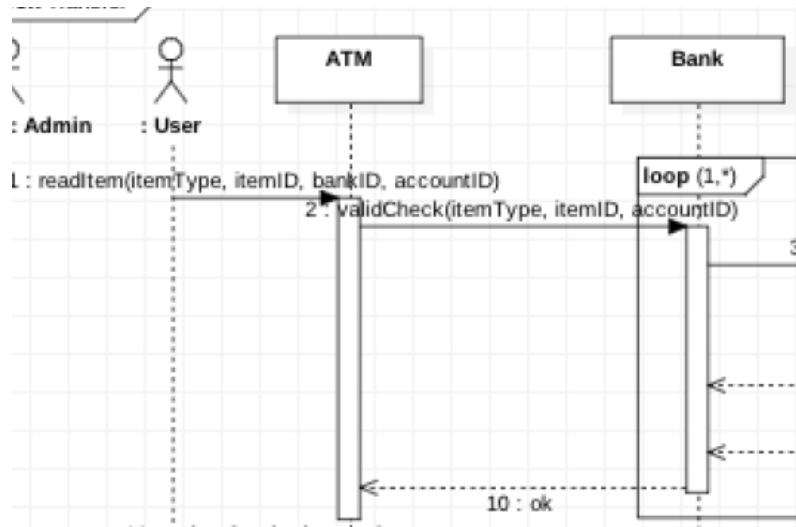 ATM
Bank
: Admin
: User
1 : readItem(itemType, itemID, bankID, accountID)
loop (1,*)
2 : validCheck(itemType, itemID, accountID)
3
10 : ok